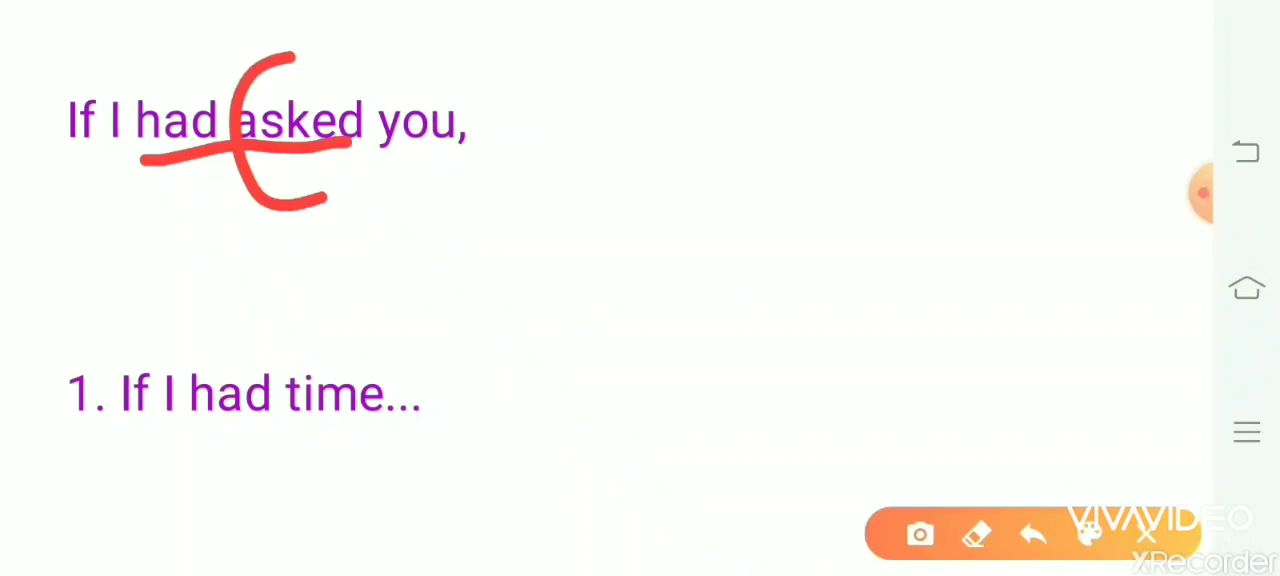 If I had asked you,
1. If I had time...
VIVAVIDEO
XRecorder